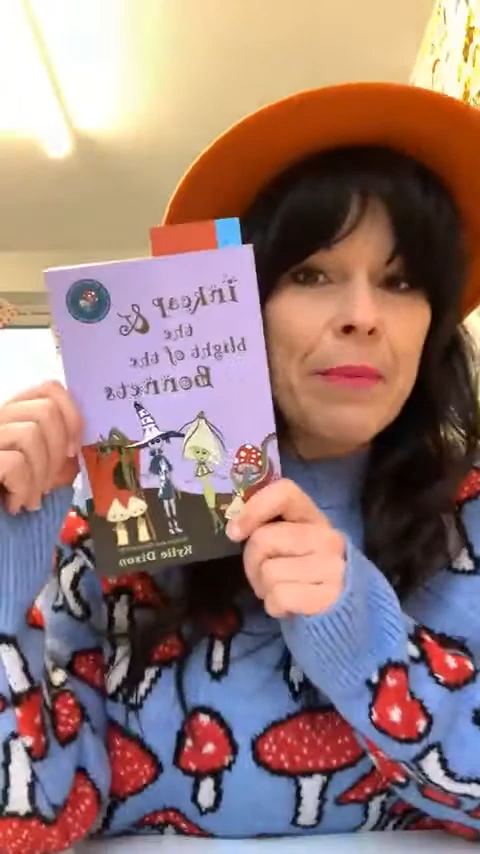 Inkcap &
the
blight of the
Bonnets
Kylie Dixon